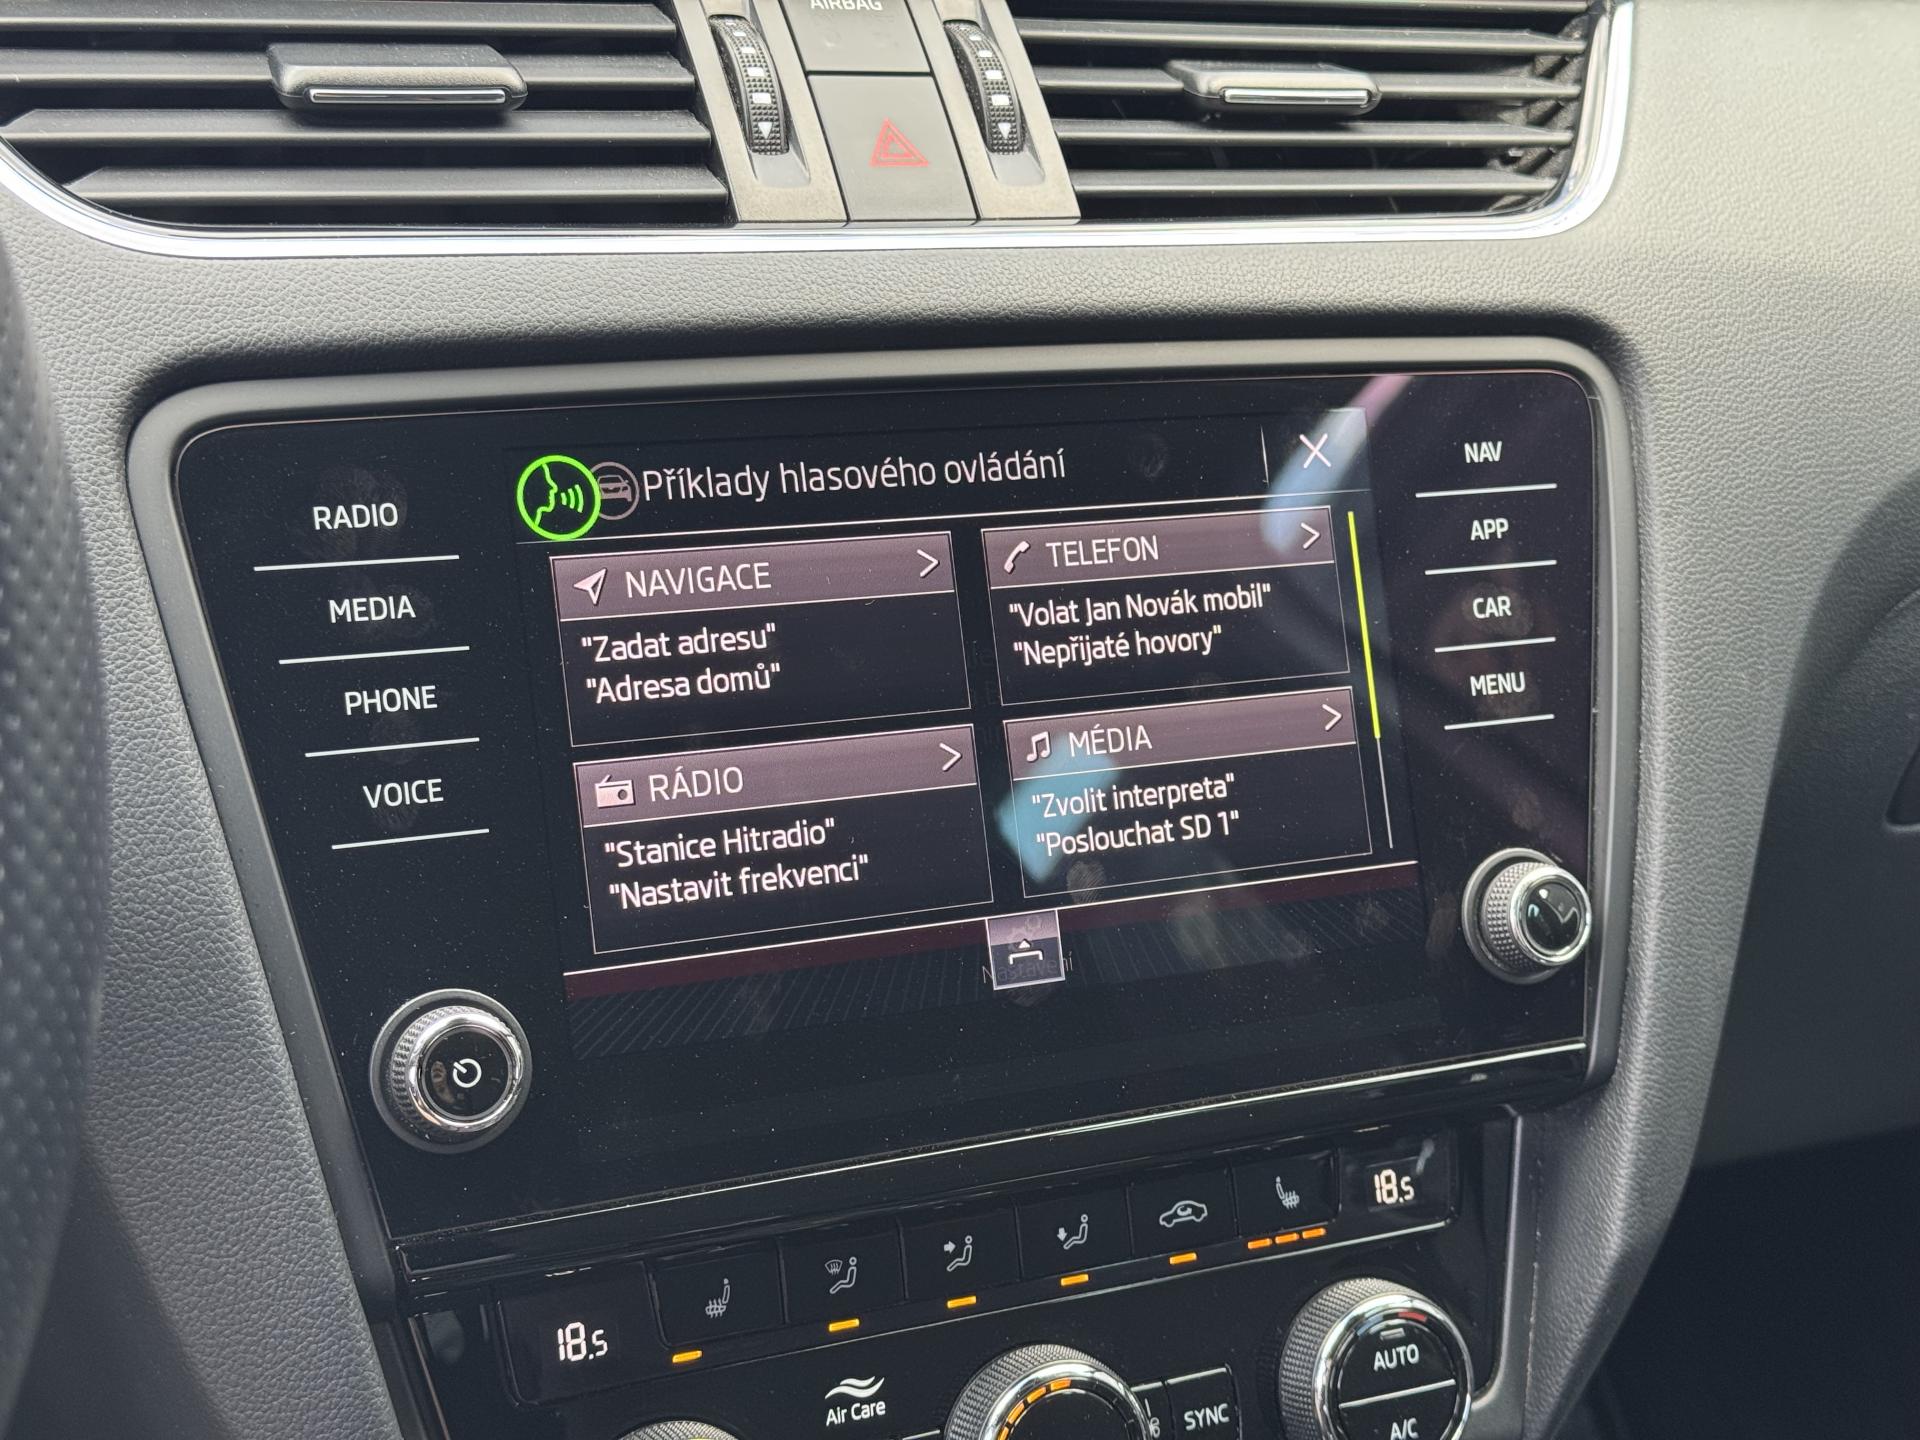 AIRBAG
Příklady hlasového ovládání
RADIO
MEDIA
PHONE
VOICE
NAVIGACE
"Zadat adresu"
"Adresa domů"
TELEFON
"Volat Jan Novák mobil"
"Nepřijaté hovory"
RÁDIO
"Stanice Hitradio"
"Nastavit frekvenci"
MÉDIA
"Zvolit interpreta"
"Poslouchat SD 1"
Nastavení
NAV
APP
CAR
MENU
18.5
18.5
Air Care
SYNC
AUTO
A/C